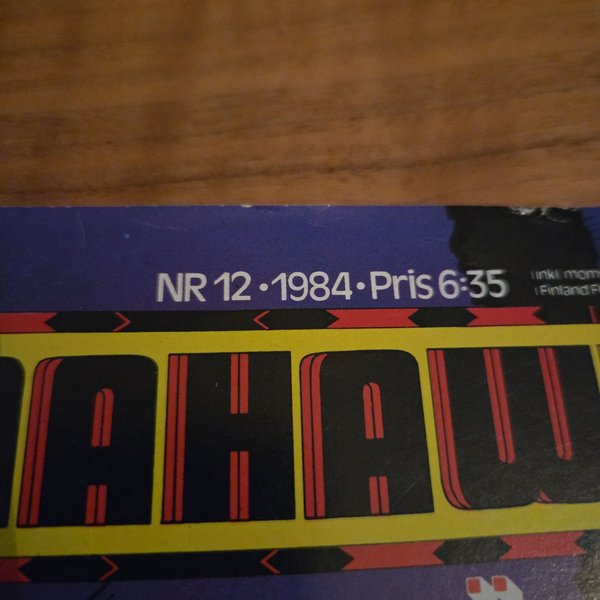 NR 12 • 1984 • Pris 6:35
inkl moms
Finland
AHAW